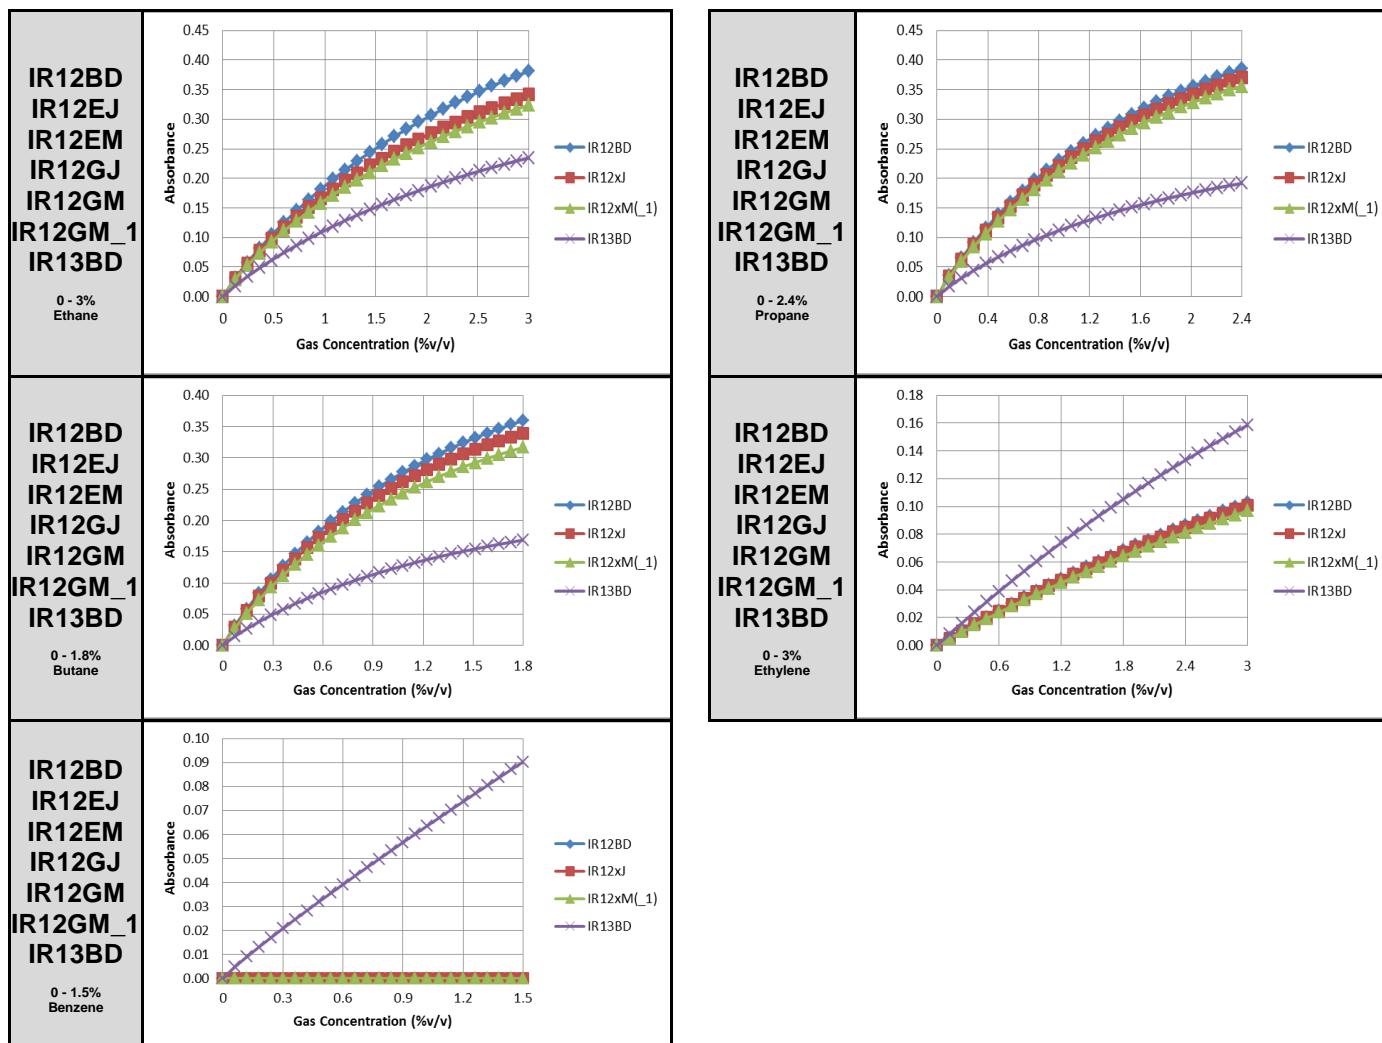 IR12BD
IR12EJ
IR12EM
IR12GJ
IR12GM
IR12GM_1
IR13BD
0 - 3%
Ethane
0.45
0.40
0.35
0.30
0.25
0.20
0.15
0.10
0.05
0.00
Absorbance
0 0.5 1 1.5 2 2.5 3
Gas Concentration (%v/v)
IR12BD
IR12xJ
IR12xM(_1)
IR13BD
IR12BD
IR12EJ
IR12EM
IR12GJ
IR12GM
IR12GM_1
IR13BD
0 - 2.4%
Propane
0.45
0.40
0.35
0.30
0.25
0.20
0.15
0.10
0.05
0.00
Absorbance
0 0.4 0.8 1.2 1.6 2 2.4
Gas Concentration (%v/v)
IR12BD
IR12xJ
IR12xM(_1)
IR13BD
IR12BD
IR12EJ
IR12EM
IR12GJ
IR12GM
IR12GM_1
IR13BD
0 - 1.8%
Butane
0.40
0.35
0.30
0.25
0.20
0.15
0.10
0.05
0.00
Absorbance
0 0.3 0.6 0.9 1.2 1.5 1.8
Gas Concentration (%v/v)
IR12BD
IR12xJ
IR12xM(_1)
IR13BD
IR12BD
IR12EJ
IR12EM
IR12GJ
IR12GM
IR12GM_1
IR13BD
0 - 3%
Ethylene
0.18
0.16
0.14
0.12
0.10
0.08
0.06
0.04
0.02
0.00
Absorbance
0 0.6 1.2 1.8 2.4 3
Gas Concentration (%v/v)
IR12BD
IR12xJ
IR12xM(_1)
IR13BD
IR12BD
IR12EJ
IR12EM
IR12GJ
IR12GM
IR12GM_1
IR13BD
0 - 1.5%
Benzene
0.10
0.09
0.08
0.07
0.06
0.05
0.04
0.03
0.02
0.01
0.00
Absorbance
0 0.3 0.6 0.9 1.2 1.5
Gas Concentration (%v/v)
IR12BD
IR12xJ
IR12xM(_1)
IR13BD